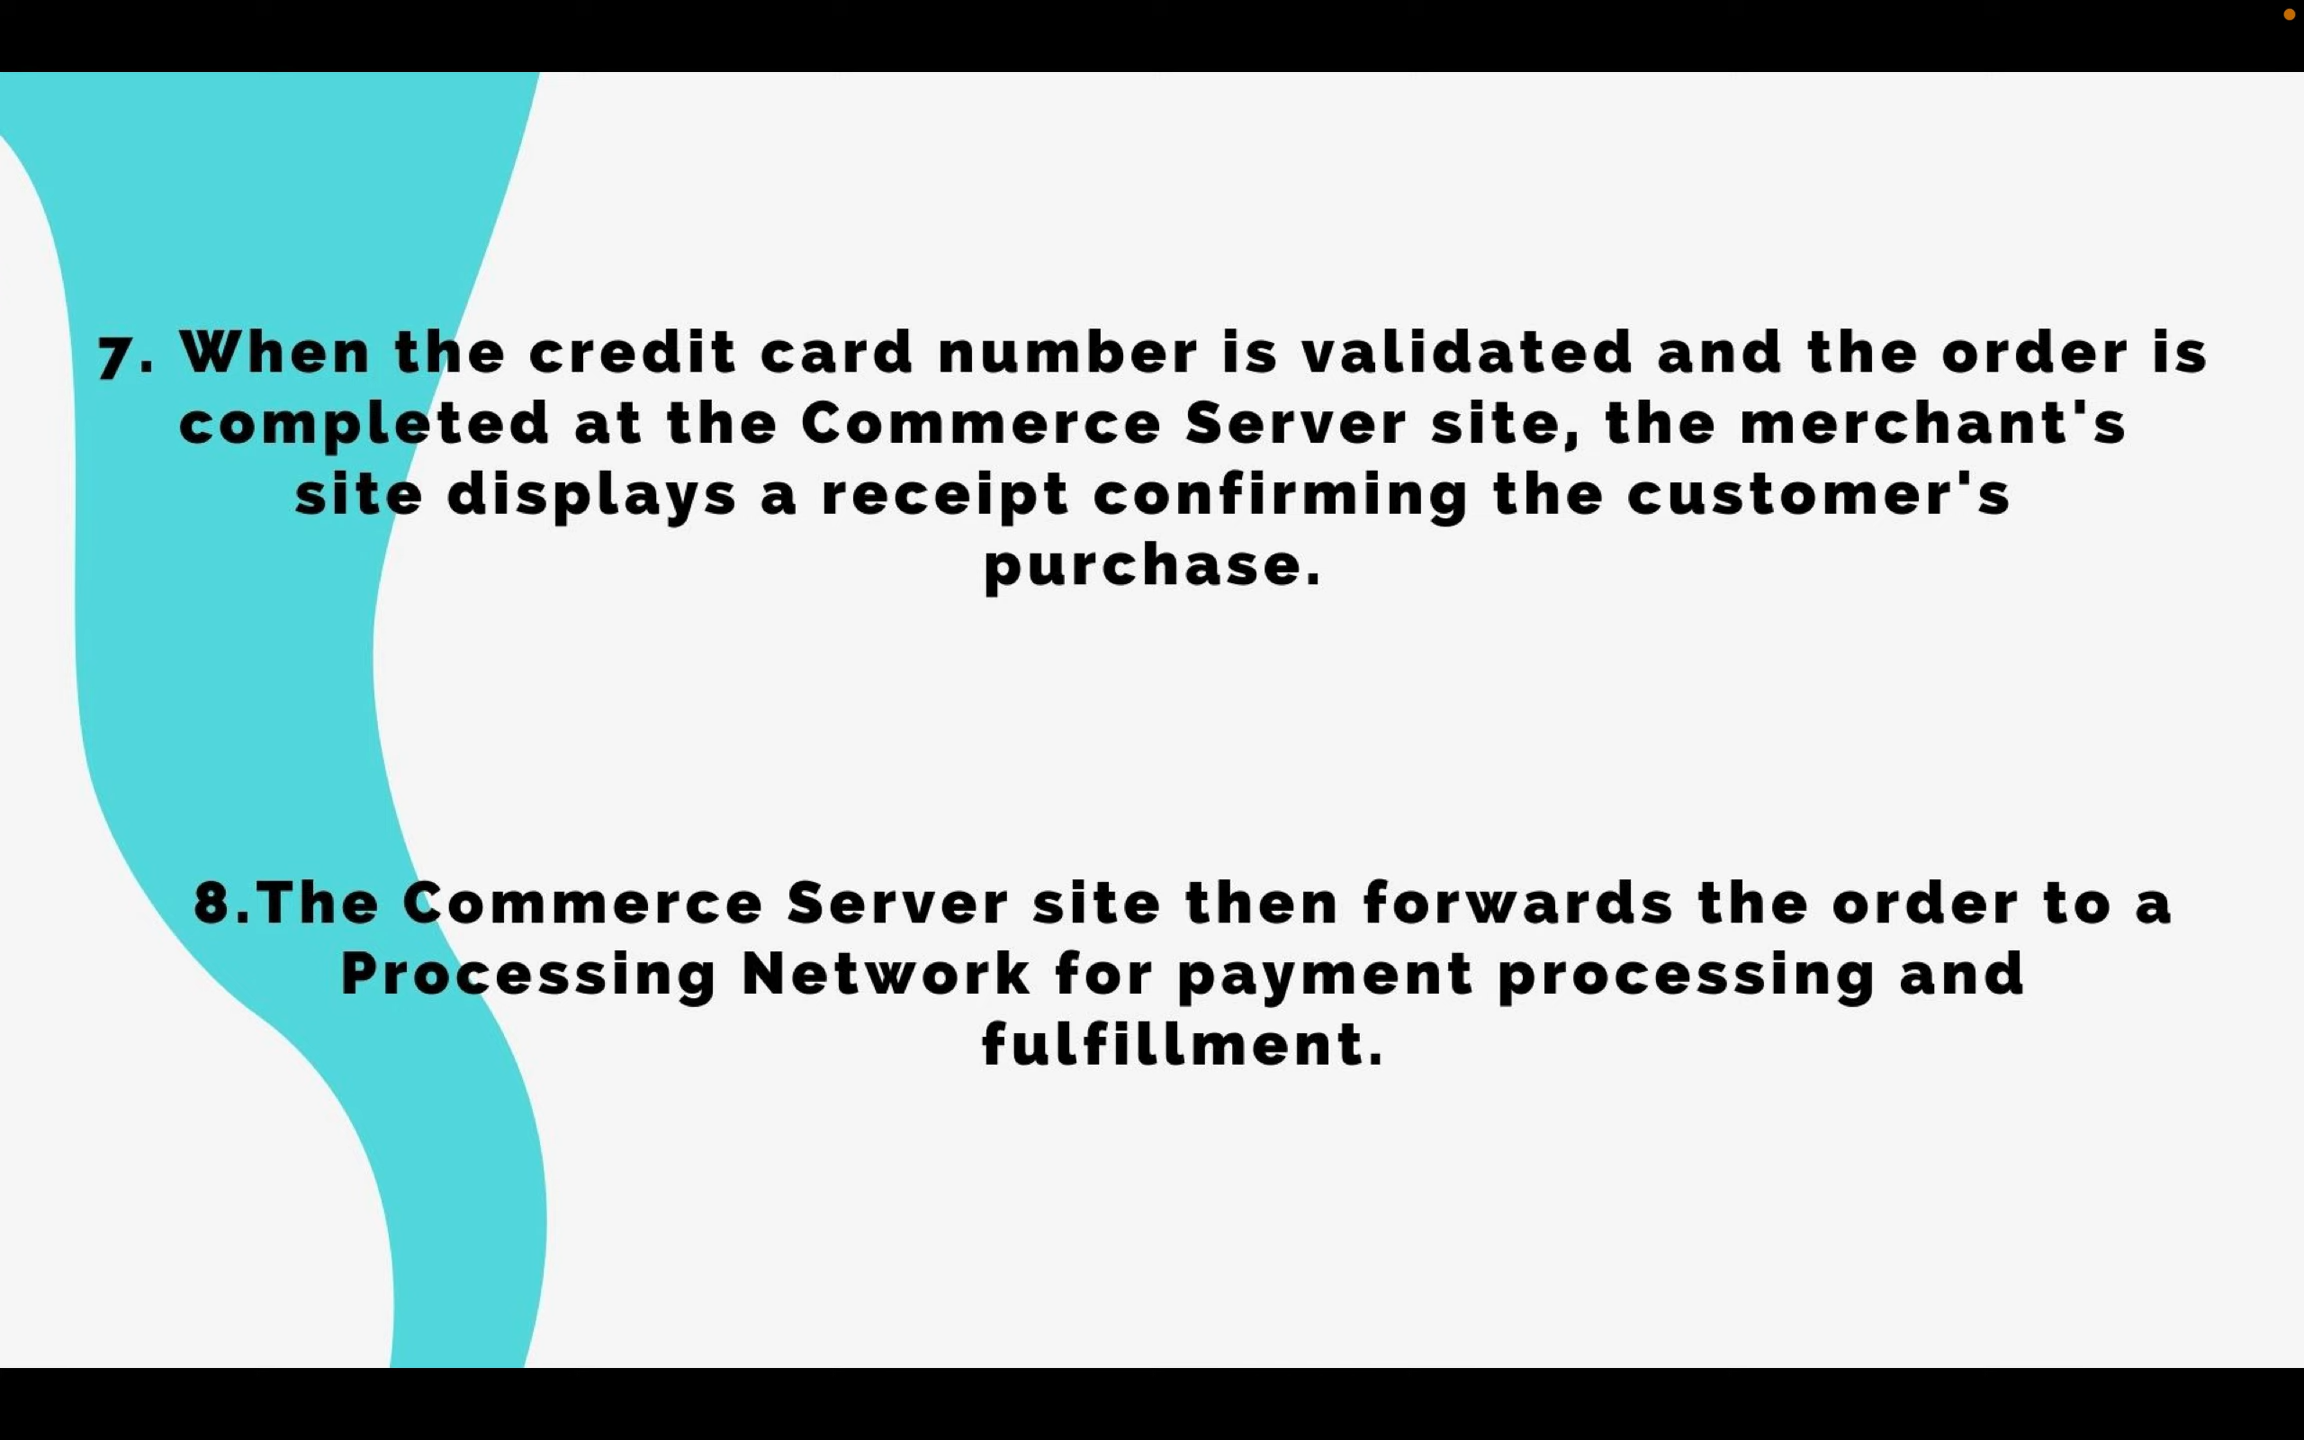 7. When the credit card number is validated and the order is
completed at the Commerce Server site, the merchant's
site displays a receipt confirming the customer's
purchase.
8.The Commerce Server site then forwards the order to a
Processing Network for payment processing and
fulfillment.